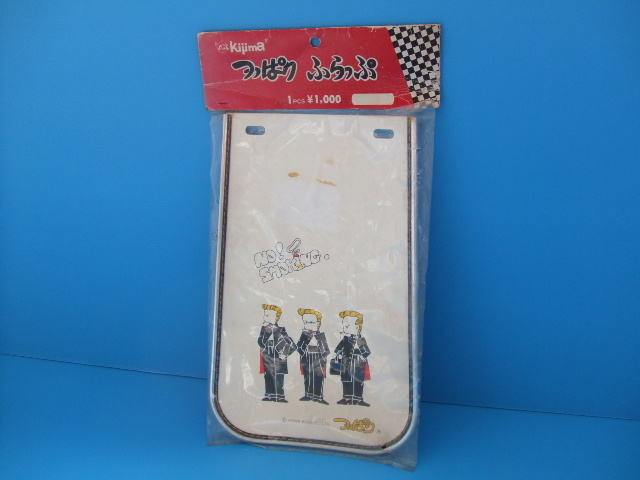 Kijima
つっぱり ふらっぷ
1PCS ¥1,000
NO!
SMOKING
つっぱり